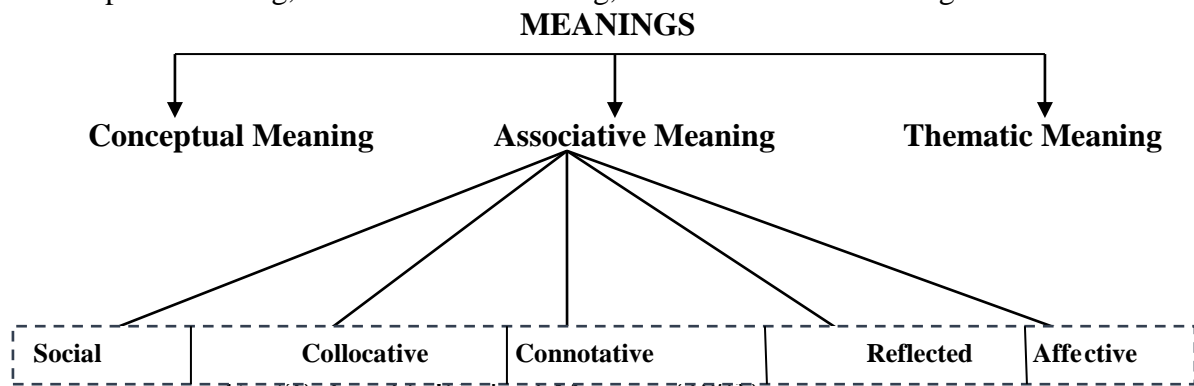 MEANINGS
Conceptual Meaning Associative Meaning Thematic Meaning
Social Collocative Connotative Reflected Affective